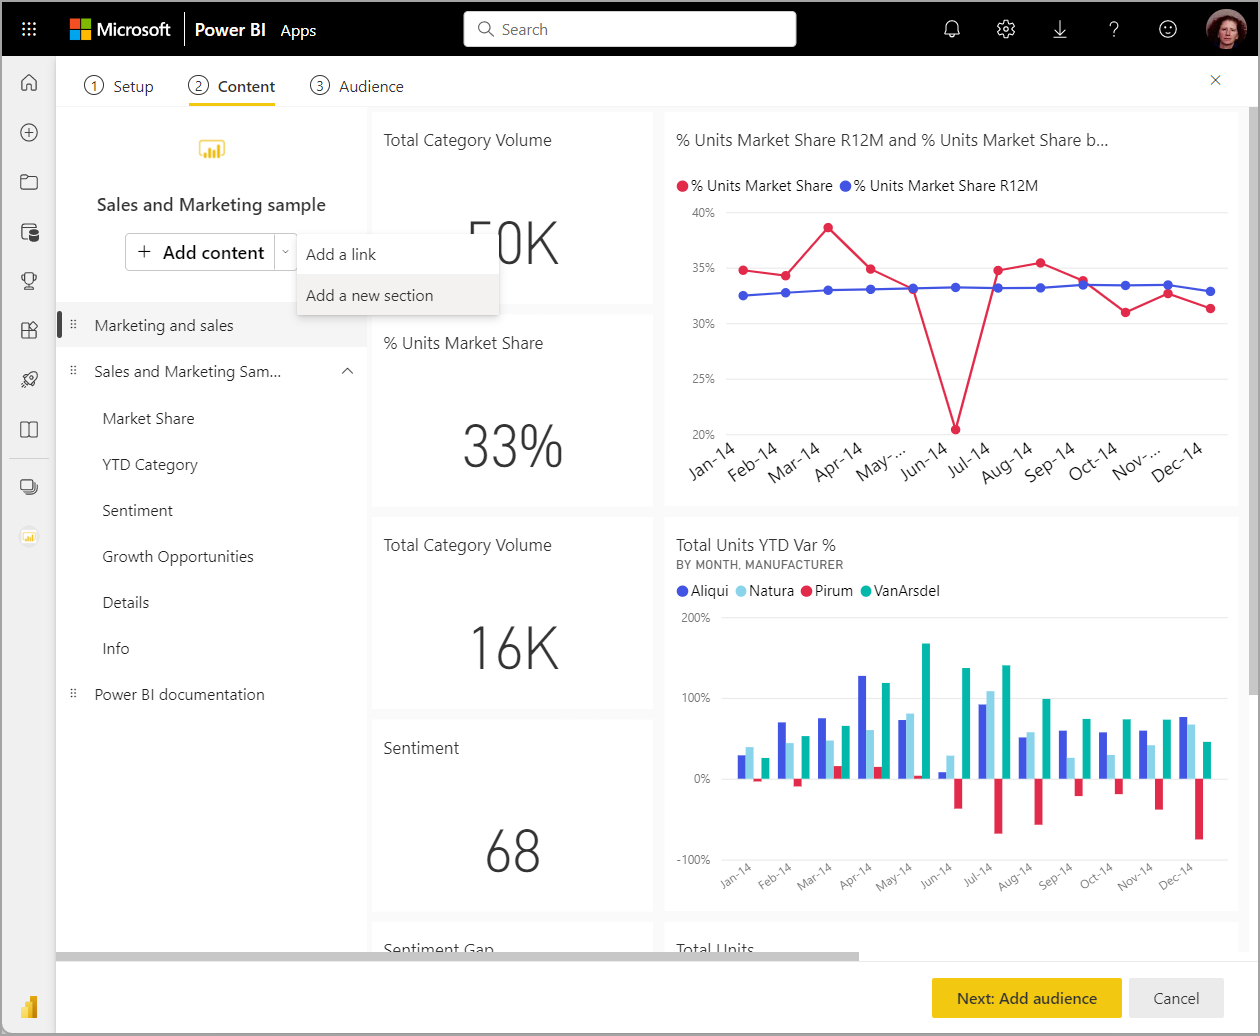 Microsoft Power BI Apps
Search
1 Setup
2 Content
3 Audience
Sales and Marketing sample
+ Add content
Add a link
Add a new section
Marketing and sales
Sales and Marketing Sam...
Market Share
YTD Category
Sentiment
Growth Opportunities
Details
Info
Power BI documentation
Total Category Volume
50K
% Units Market Share
33%
Total Category Volume
16K
Sentiment
68
Sentiment Gap
% Units Market Share R12M and % Units Market Share b...
% Units Market Share % Units Market Share R12M
40%
35%
30%
25%
20%
Jan-14 Feb-14 Mar-14 Apr-14 May-... Jun-14 Jul-14 Aug-14 Sep-14 Oct-14 Nov-... Dec-14
Total Units YTD Var %
BY MONTH, MANUFACTURER
Aliqui Natura Pirum VanArsdel
200%
100%
0%
-100%
Jan-14 Feb-14 Mar-14 Apr-14 May-14 Jun-14 Jul-14 Aug-14 Sep-14 Oct-14 Nov-14 Dec-14
Total Units
Next: Add audience
Cancel